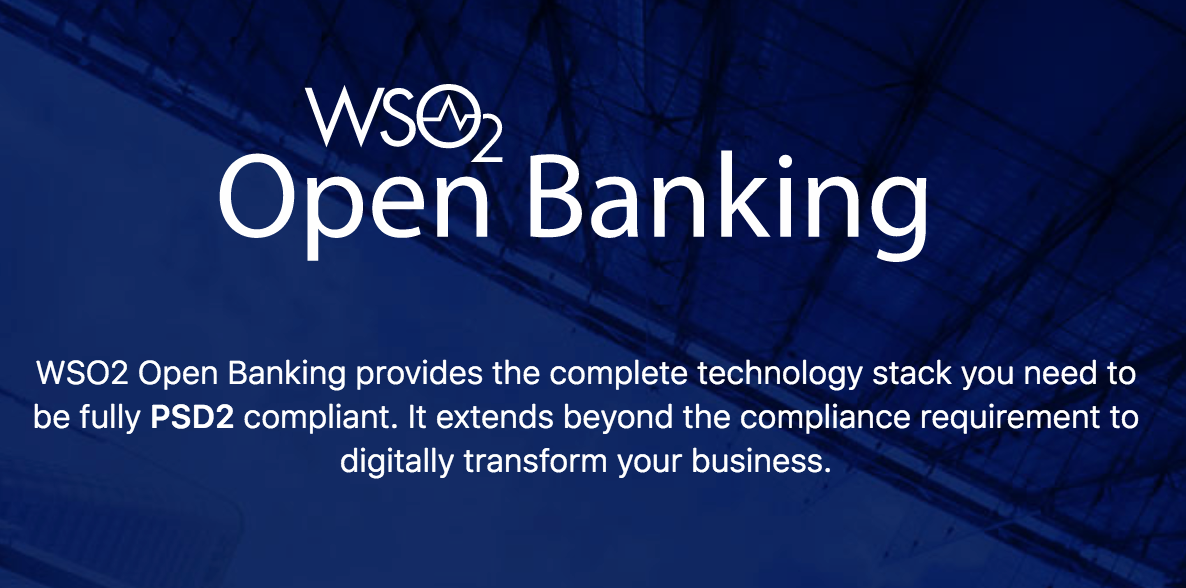 WSO2
Open Banking
WSO2 Open Banking provides the complete technology stack you need to
be fully PSD2 compliant. It extends beyond the compliance requirement to
digitally transform your business.